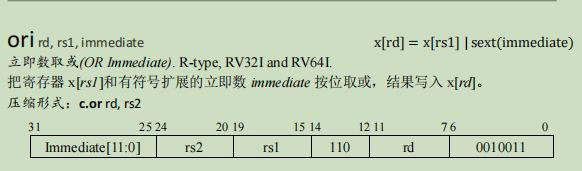 ori rd, rs1, immediate x[rd] = x[rs1] | sext(immediate)
立即数取或(OR Immediate). R-type, RV32I and RV64I.
把寄存器 x[rs1]和有符号扩展的立即数 immediate 按位取或，结果写入 x[rd]。
压缩形式：c.or rd, rs2
31 25 24 20 19 15 14 12 11 7 6 0
Immediate[11:0] rs2 rs1 110 rd 0010011